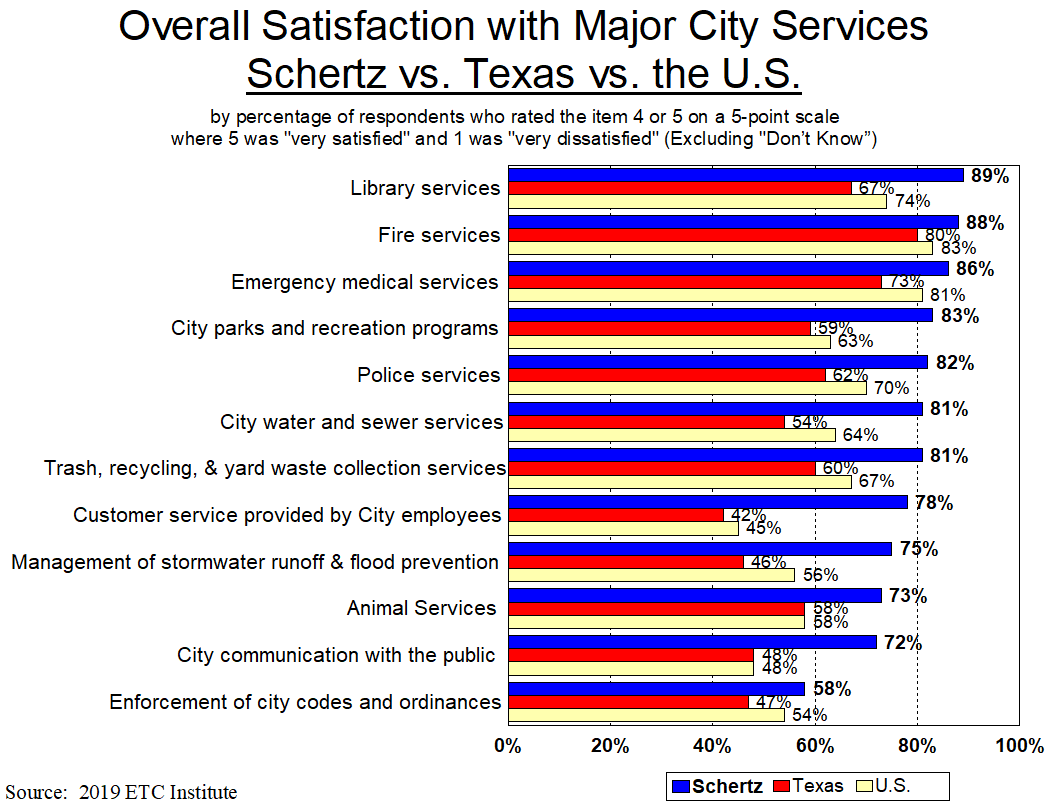 Overall Satisfaction with Major City Services
Schertz vs. Texas vs. the U.S.
by percentage of respondents who rated the item 4 or 5 on a 5-point scale
where 5 was "very satisfied" and 1 was "very dissatisfied" (Excluding "Don’t Know”)
Library services
89%
67%
74%
Fire services
88%
80%
83%
Emergency medical services
86%
73%
81%
City parks and recreation programs
83%
59%
63%
Police services
82%
62%
70%
City water and sewer services
81%
54%
64%
Trash, recycling, & yard waste collection services
81%
60%
67%
Customer service provided by City employees
78%
42%
45%
Management of stormwater runoff & flood prevention
75%
46%
56%
Animal Services
73%
58%
58%
City communication with the public
72%
48%
48%
Enforcement of city codes and ordinances
58%
47%
54%
0% 20% 40% 60% 80% 100%
Schertz Texas U.S.
Source: 2019 ETC Institute